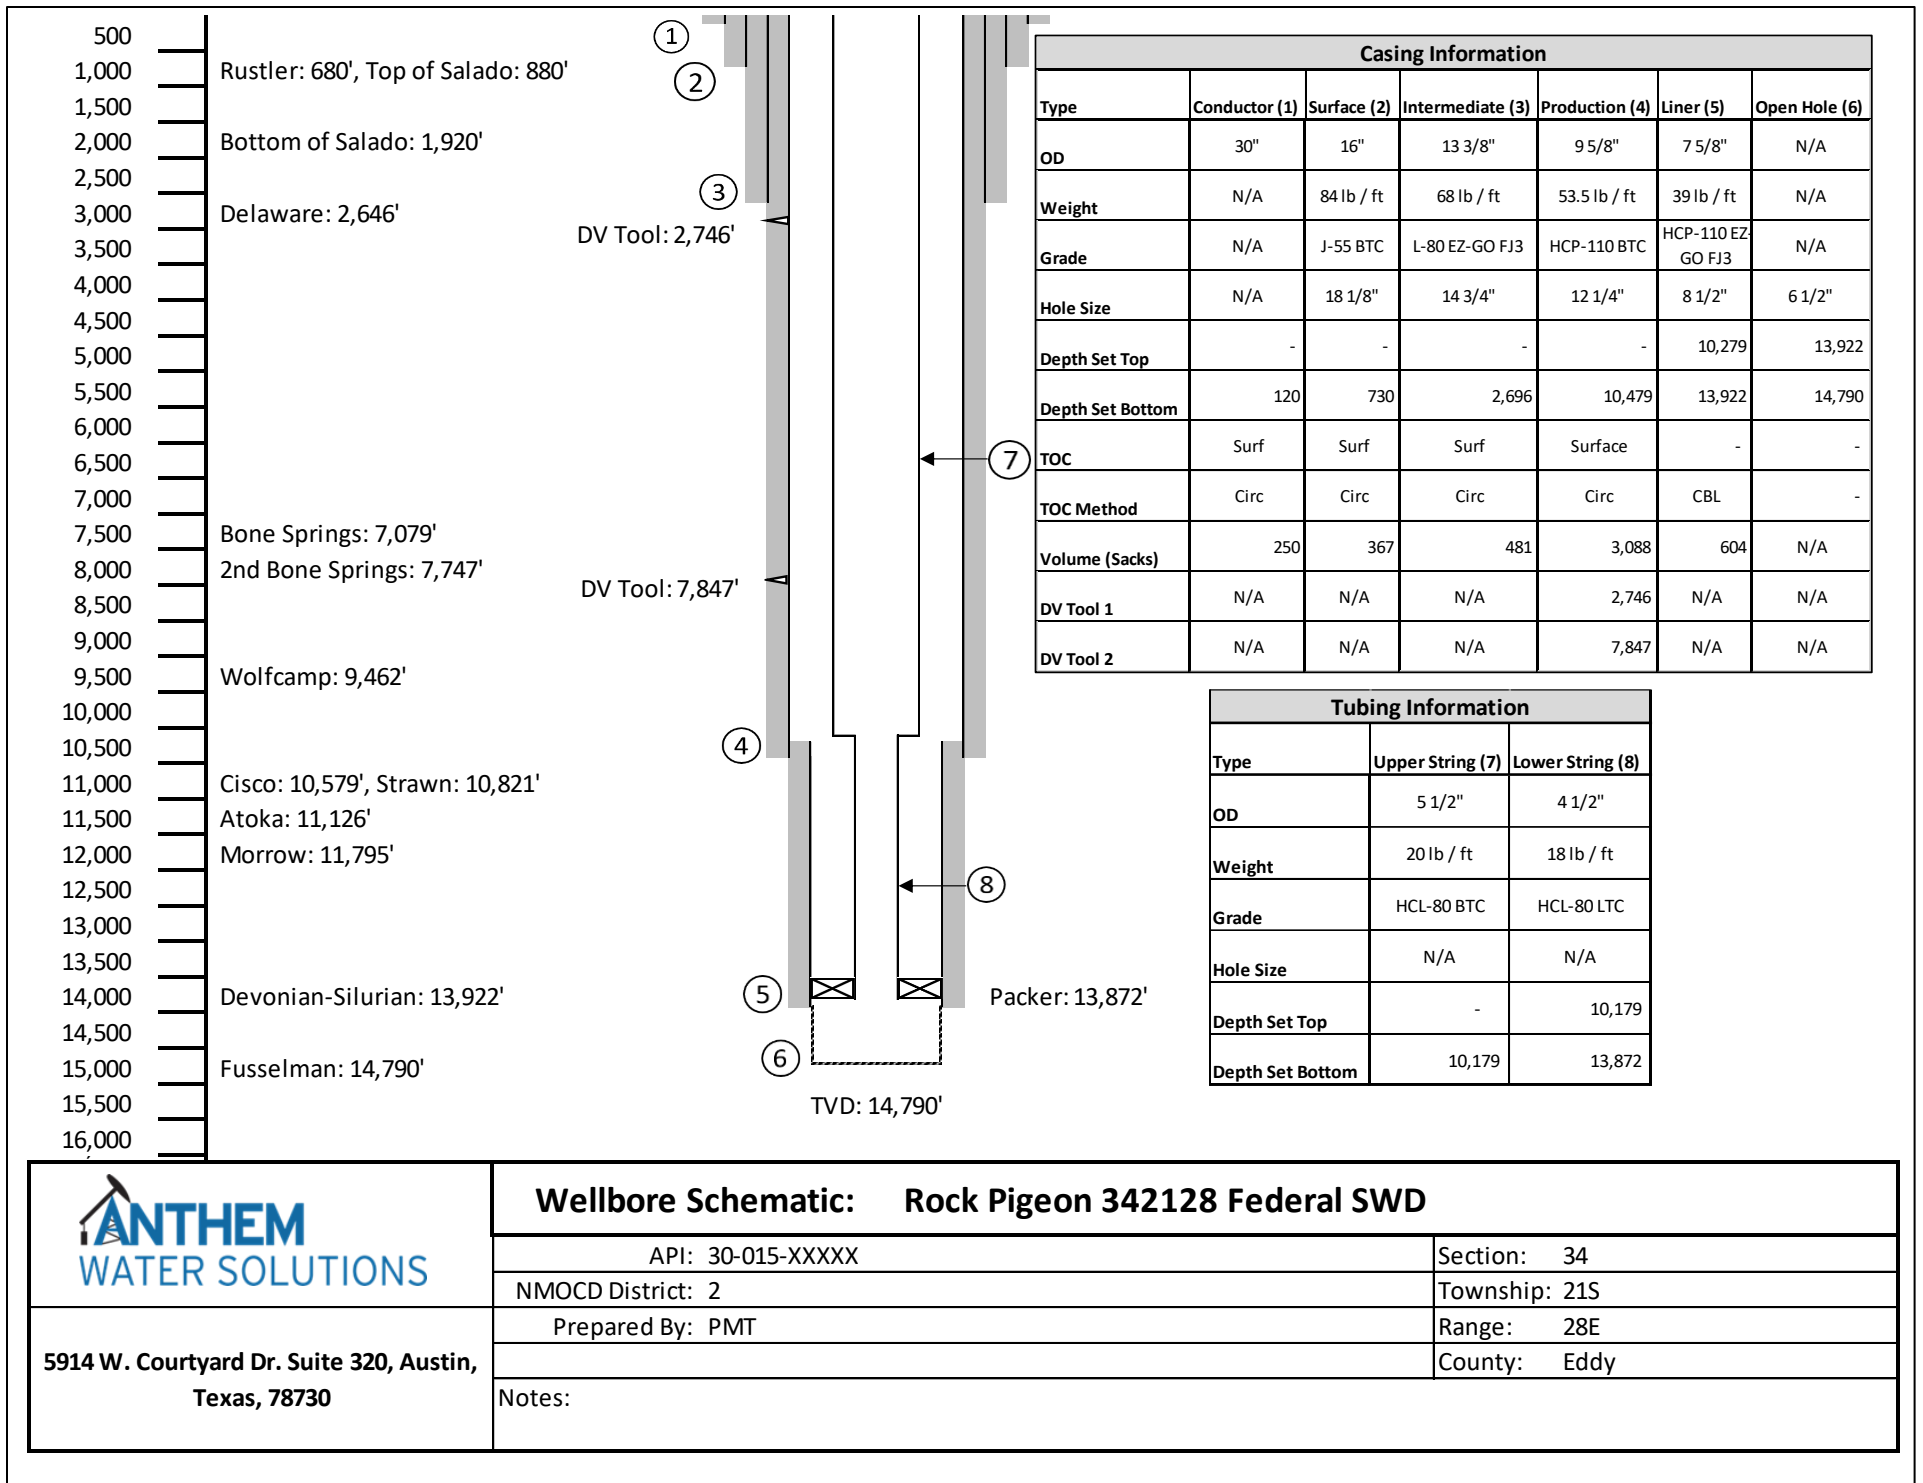 500
1,000
1,500
2,000
2,500
3,000
3,500
4,000
4,500
5,000
5,500
6,000
6,500
7,000
7,500
8,000
8,500
9,000
9,500
10,000
10,500
11,000
11,500
12,000
12,500
13,000
13,500
14,000
14,500
15,000
15,500
16,000
Rustler: 680', Top of Salado: 880'
Bottom of Salado: 1,920'
Delaware: 2,646'
Bone Springs: 7,079'
2nd Bone Springs: 7,747'
Wolfcamp: 9,462'
Cisco: 10,579', Strawn: 10,821'
Atoka: 11,126'
Morrow: 11,795'
Devonian-Silurian: 13,922'
Fusselman: 14,790'
1
2
3
DV Tool: 2,746'
7
DV Tool: 7,847'
4
8
5
Packer: 13,872'
6
TVD: 14,790'
Casing Information
Type Conductor (1) Surface (2) Intermediate (3) Production (4) Liner (5) Open Hole (6)
OD 30" 16" 13 3/8" 9 5/8" 7 5/8" N/A
Weight N/A 84 lb / ft 68 lb / ft 53.5 lb / ft 39 lb / ft N/A
Grade N/A J-55 BTC L-80 EZ-GO FJ3 HCP-110 BTC HCP-110 EZ-GO FJ3 N/A
Hole Size N/A 18 1/8" 14 3/4" 12 1/4" 8 1/2" 6 1/2"
Depth Set Top - - - - 10,279 13,922
Depth Set Bottom 120 730 2,696 10,479 13,922 14,790
TOC Surf Surf Surf Surface - -
TOC Method Circ Circ Circ Circ CBL -
Volume (Sacks) 250 367 481 3,088 604 N/A
DV Tool 1 N/A N/A N/A 2,746 N/A N/A
DV Tool 2 N/A N/A N/A 7,847 N/A N/A
Tubing Information
Type Upper String (7) Lower String (8)
OD 5 1/2" 4 1/2"
Weight 20 lb / ft 18 lb / ft
Grade HCL-80 BTC HCL-80 LTC
Hole Size N/A N/A
Depth Set Top - 10,179
Depth Set Bottom 10,179 13,872
ANTHEM
WATER SOLUTIONS
5914 W. Courtyard Dr. Suite 320, Austin,
Texas, 78730
Wellbore Schematic: Rock Pigeon 342128 Federal SWD
API: 30-015-XXXXX Section: 34
NMOCD District: 2 Township: 21S
Prepared By: PMT Range: 28E
County: Eddy
Notes: